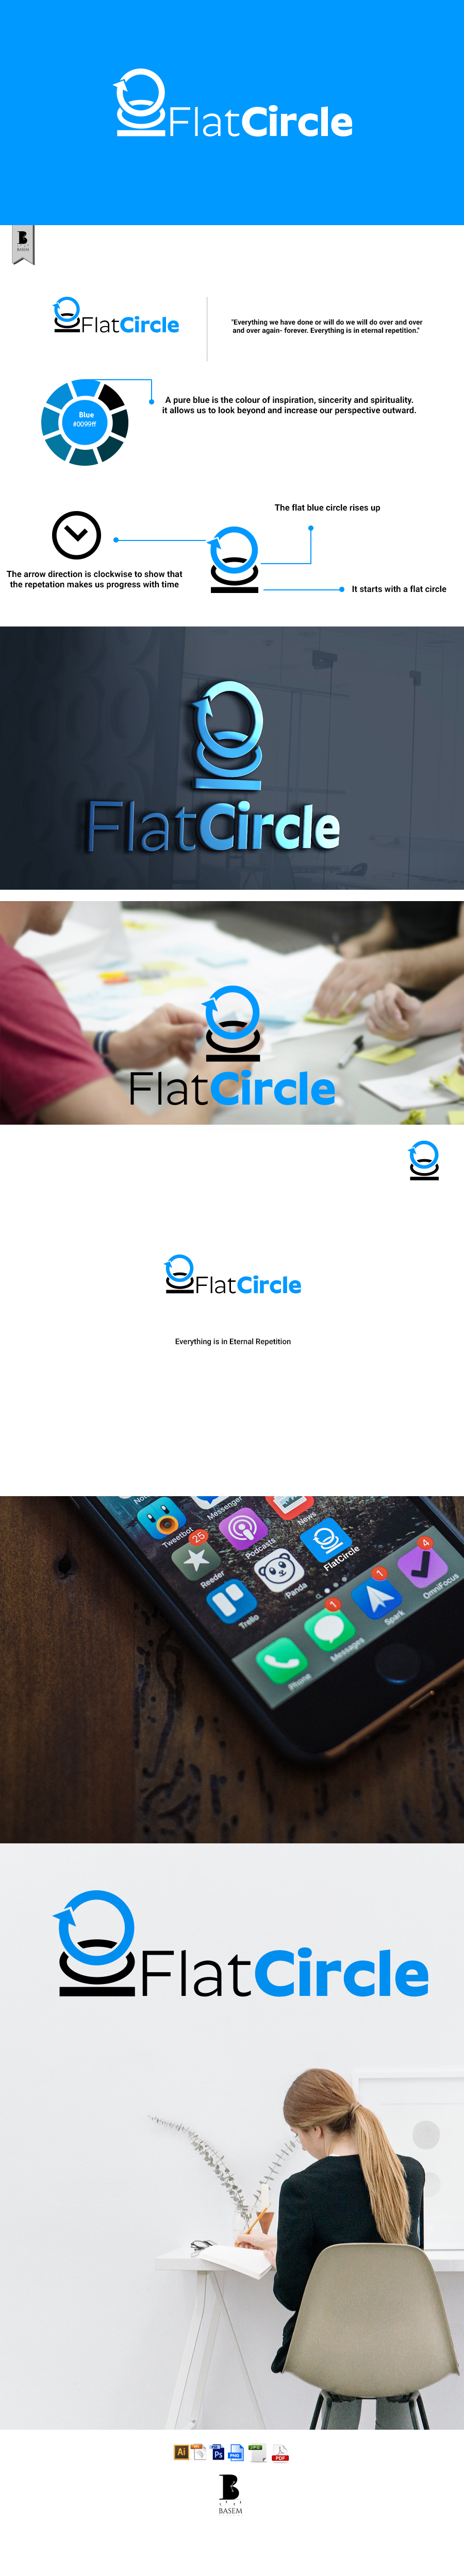 FlatCircle
B
BASEM
FlatCircle
"Everything we have done or will do we will do over and over
and over again- forever. Everything is in eternal repetition."
Blue
#0099ff
A pure blue is the colour of inspiration, sincerity and spirituality.
it allows us to look beyond and increase our perspective outward.
The flat blue circle rises up
The arrow direction is clockwise to show that
the repetation makes us progress with time
It starts with a flat circle
FlatCircle
FlatCircle
FlatCircle
Everything is in Eternal Repetition
Messenger
News
Tweetbot
Podcasts
FlatCircle
25
Reeder
Panda
4
Trello
1
1
OmniFocus
Spark
Messages
iPhone
FlatCircle
Ai
Ps
PNG
JPG
PDF
B
BASEM